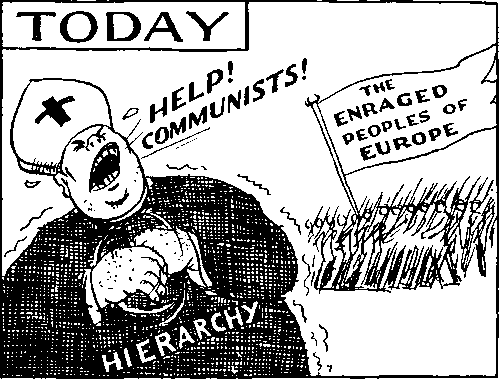 TODAY
HELP!
COMMUNISTS!
THE
ENRAGED
PEOPLES OF
EUROPE
HIERARCHY